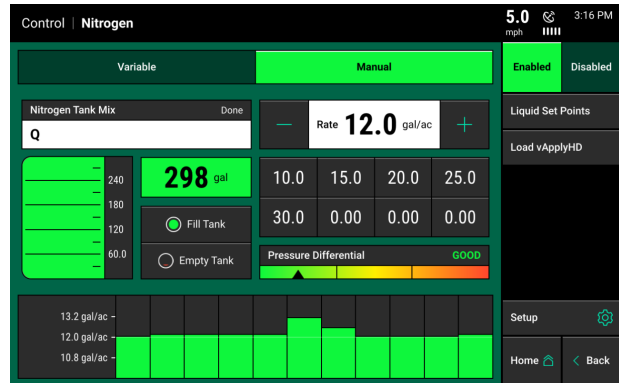 Control | Nitrogen
5.0 mph
3:16 PM
Variable
Manual
Enabled
Disabled
Nitrogen Tank Mix
Done
Q
Rate 12.0 gal/ac
Liquid Set Points
Load vApplyHD
240
180
120
60.0
298 gal
Fill Tank
Empty Tank
10.0 15.0 20.0 25.0
30.0 0.00 0.00 0.00
Pressure Differential GOOD
13.2 gal/ac
12.0 gal/ac
10.8 gal/ac
Setup
Home
< Back